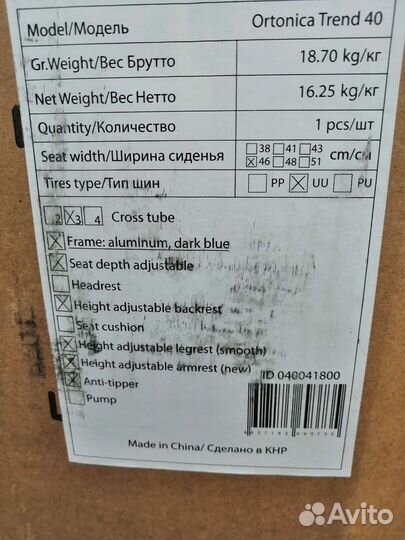 Model/Модель Ortonica Trend 40
Gr.Weight/Вес Брутто 18.70 kg/кг
Net Weight/Вес Нетто 16.25 kg/кг
Quantity/Количество 1 pcs/шт
Seat width/Ширина сиденья 38 41 43 46 48 51 cm/см
Tires type/Тип шин PP UU PU
2 3 4 Cross tube
Frame: aluminum, dark blue
Seat depth adjustable
Headrest
Height adjustable backrest
Seat cushion
Height adjustable legrest (smooth)
Height adjustable armrest (new)
Anti-tipper
Pump
ID 040041800
Made in China/ Сделано в КНР
Avito